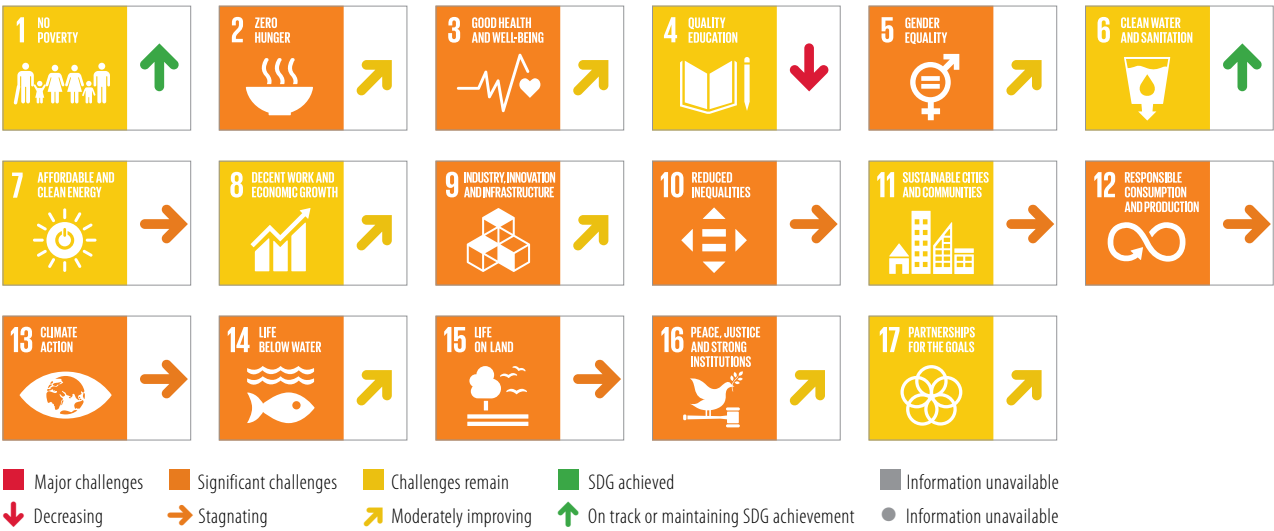 1 NO
POVERTY
2 ZERO
HUNGER
3 GOOD HEALTH
AND WELL-BEING
4 QUALITY
EDUCATION
5 GENDER
EQUALITY
6 CLEAN WATER
AND SANITATION
7 AFFORDABLE AND
CLEAN ENERGY
8 DECENT WORK AND
ECONOMIC GROWTH
9 INDUSTRY, INNOVATION
AND INFRASTRUCTURE
10 REDUCED
INEQUALITIES
11 SUSTAINABLE CITIES
AND COMMUNITIES
12 RESPONSIBLE
CONSUMPTION
AND PRODUCTION
13 CLIMATE
ACTION
14 LIFE
BELOW WATER
15 LIFE
ON LAND
16 PEACE, JUSTICE
AND STRONG
INSTITUTIONS
17 PARTNERSHIPS
FOR THE GOALS
Major challenges
Significant challenges
Challenges remain
SDG achieved
Information unavailable
Decreasing
Stagnating
Moderately improving
On track or maintaining SDG achievement
Information unavailable